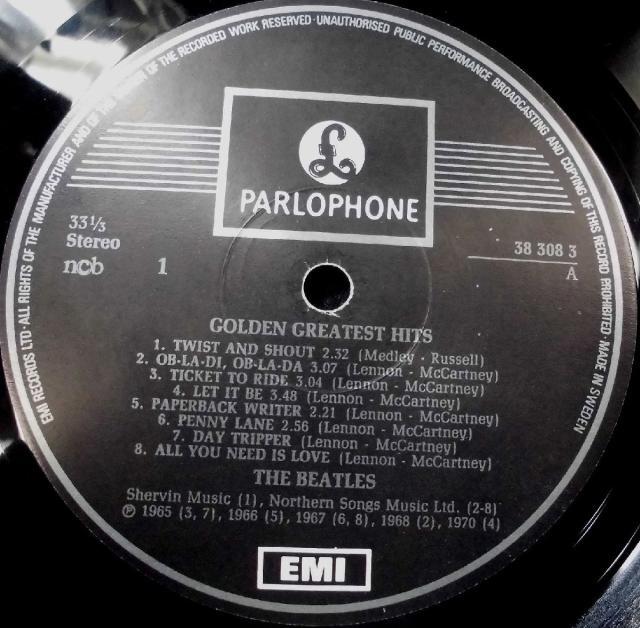 EMI RECORDS LTD·ALL RIGHTS OF THE MANUFACTURER AND OF THE OWNER OF THE RECORDED WORK RESERVED·UNAUTHORISED PUBLIC PERFORMANCE BROADCASTING AND COPYING OF THIS RECORD PROHIBITED·MADE IN SWEDEN
£
PARLOPHONE
33⅓
Stereo
ncb 1
38 308 3
A
GOLDEN GREATEST HITS
1. TWIST AND SHOUT 2.32 (Medley - Russell)
2. OB-LA-DI, OB-LA-DA 3.07 (Lennon - McCartney)
3. TICKET TO RIDE 3.04 (Lennon - McCartney)
4. LET IT BE 3.48 (Lennon - McCartney)
5. PAPERBACK WRITER 2.21 (Lennon - McCartney)
6. PENNY LANE 2.56 (Lennon - McCartney)
7. DAY TRIPPER (Lennon - McCartney)
8. ALL YOU NEED IS LOVE (Lennon - McCartney)
THE BEATLES
Shervin Music (1), Northern Songs Music Ltd. (2-8)
℗ 1965 (3, 7), 1966 (5), 1967 (6, 8), 1968 (2), 1970 (4)
EMI